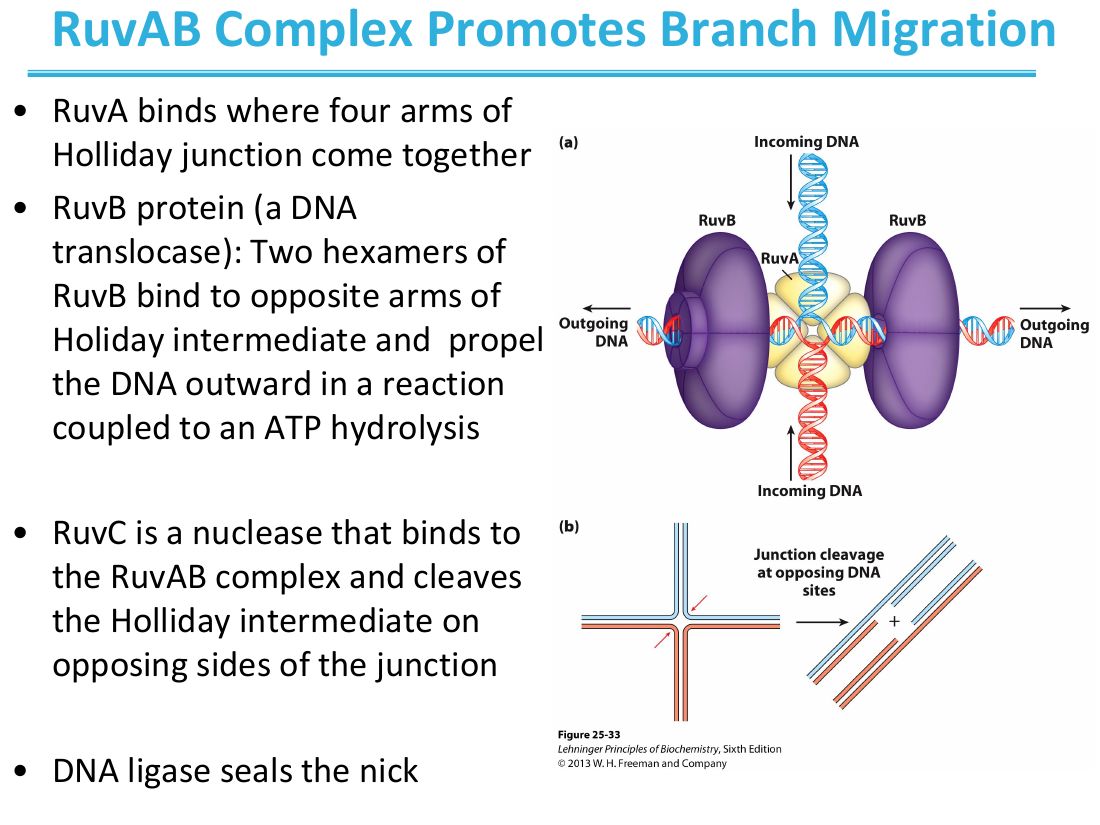 RuvAB Complex Promotes Branch Migration
• RuvA binds where four arms of
Holliday junction come together
• RuvB protein (a DNA
translocase): Two hexamers of
RuvB bind to opposite arms of
Holiday intermediate and  propel
the DNA outward in a reaction
coupled to an ATP hydrolysis
• RuvC is a nuclease that binds to
the RuvAB complex and cleaves
the Holliday intermediate on
opposing sides of the junction
• DNA ligase seals the nick
(a)
Incoming DNA
RuvB
RuvB
RuvA
Outgoing
DNA
Outgoing
DNA
Incoming DNA
(b)
Junction cleavage
at opposing DNA
sites
+
Figure 25-33
Lehninger Principles of Biochemistry, Sixth Edition
© 2013 W. H. Freeman and Company